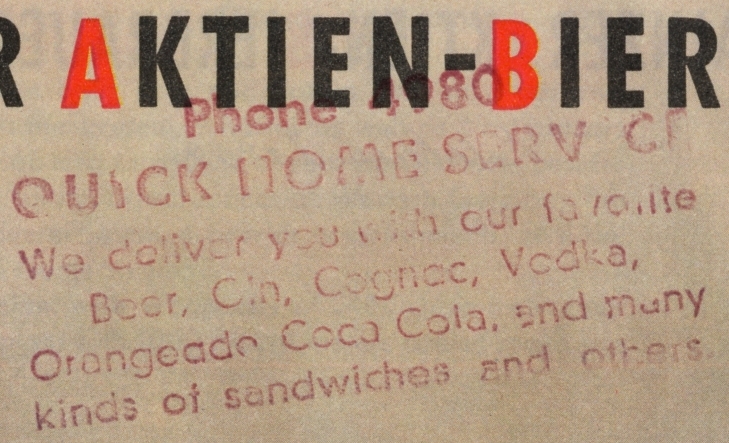 R AKTIEN-BIER
Phone 4980
QUICK HOME SERVICE
We deliver you with our favorite
Beer, Gin, Cognac, Vodka,
Orangeade Coca Cola, and many
kinds of sandwiches and others.